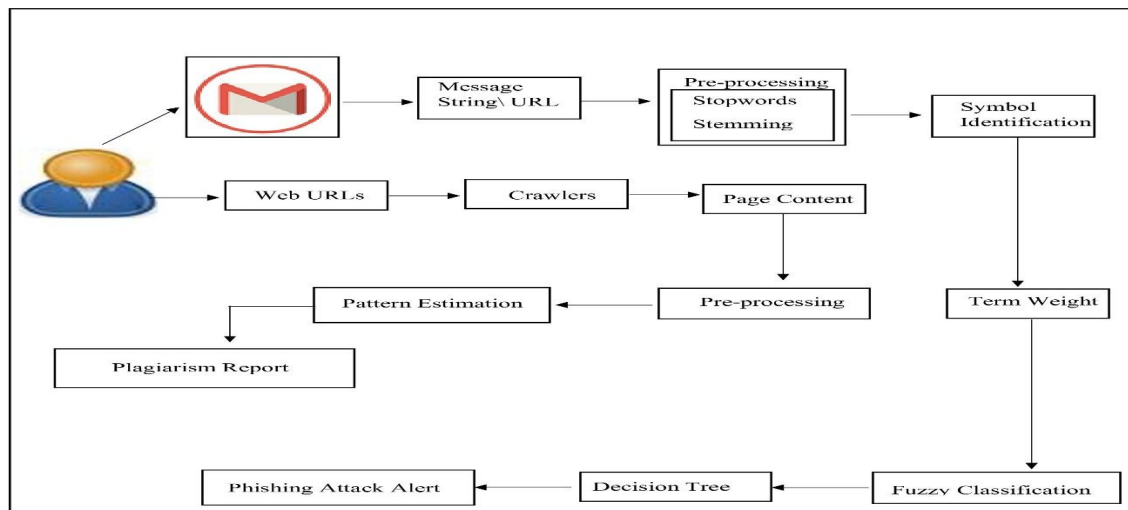 Message
String\ URL
Pre-processing
Stopwords
Stemming
Symbol
Identification
Web URLs
Crawlers
Page Content
Pattern Estimation
Pre-processing
Term Weight
Plagiarism Report
Phishing Attack Alert
Decision Tree
Fuzzy Classification